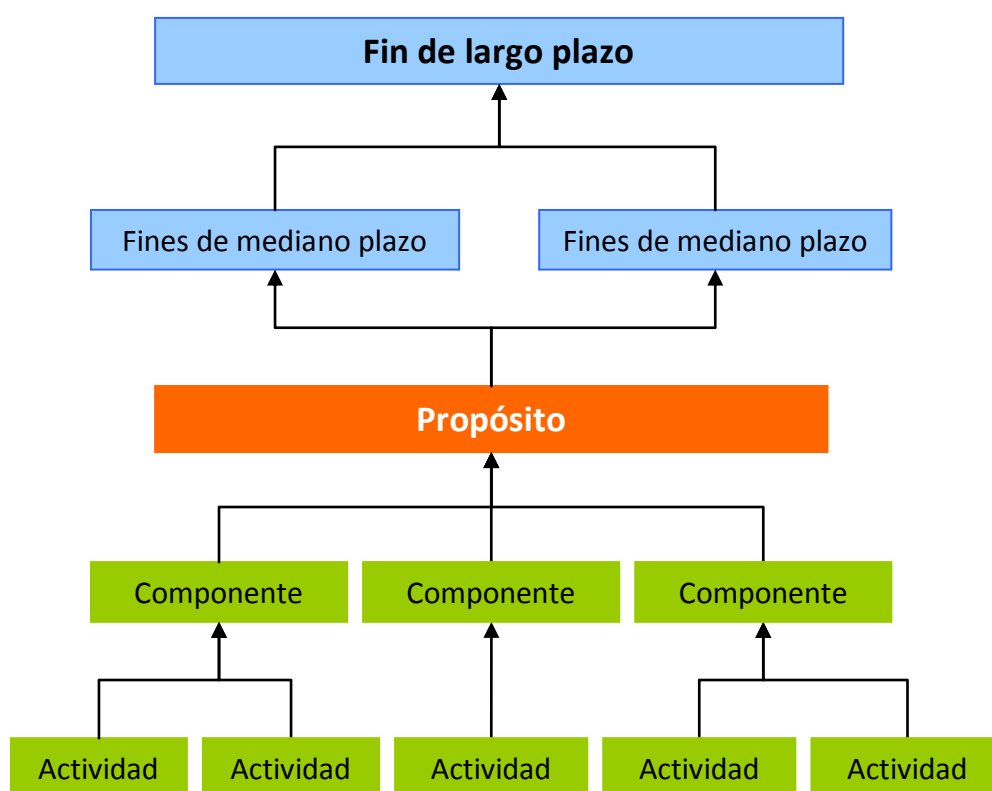 Fin de largo plazo
Fines de mediano plazo
Fines de mediano plazo
Propósito
Componente
Componente
Componente
Actividad
Actividad
Actividad
Actividad
Actividad